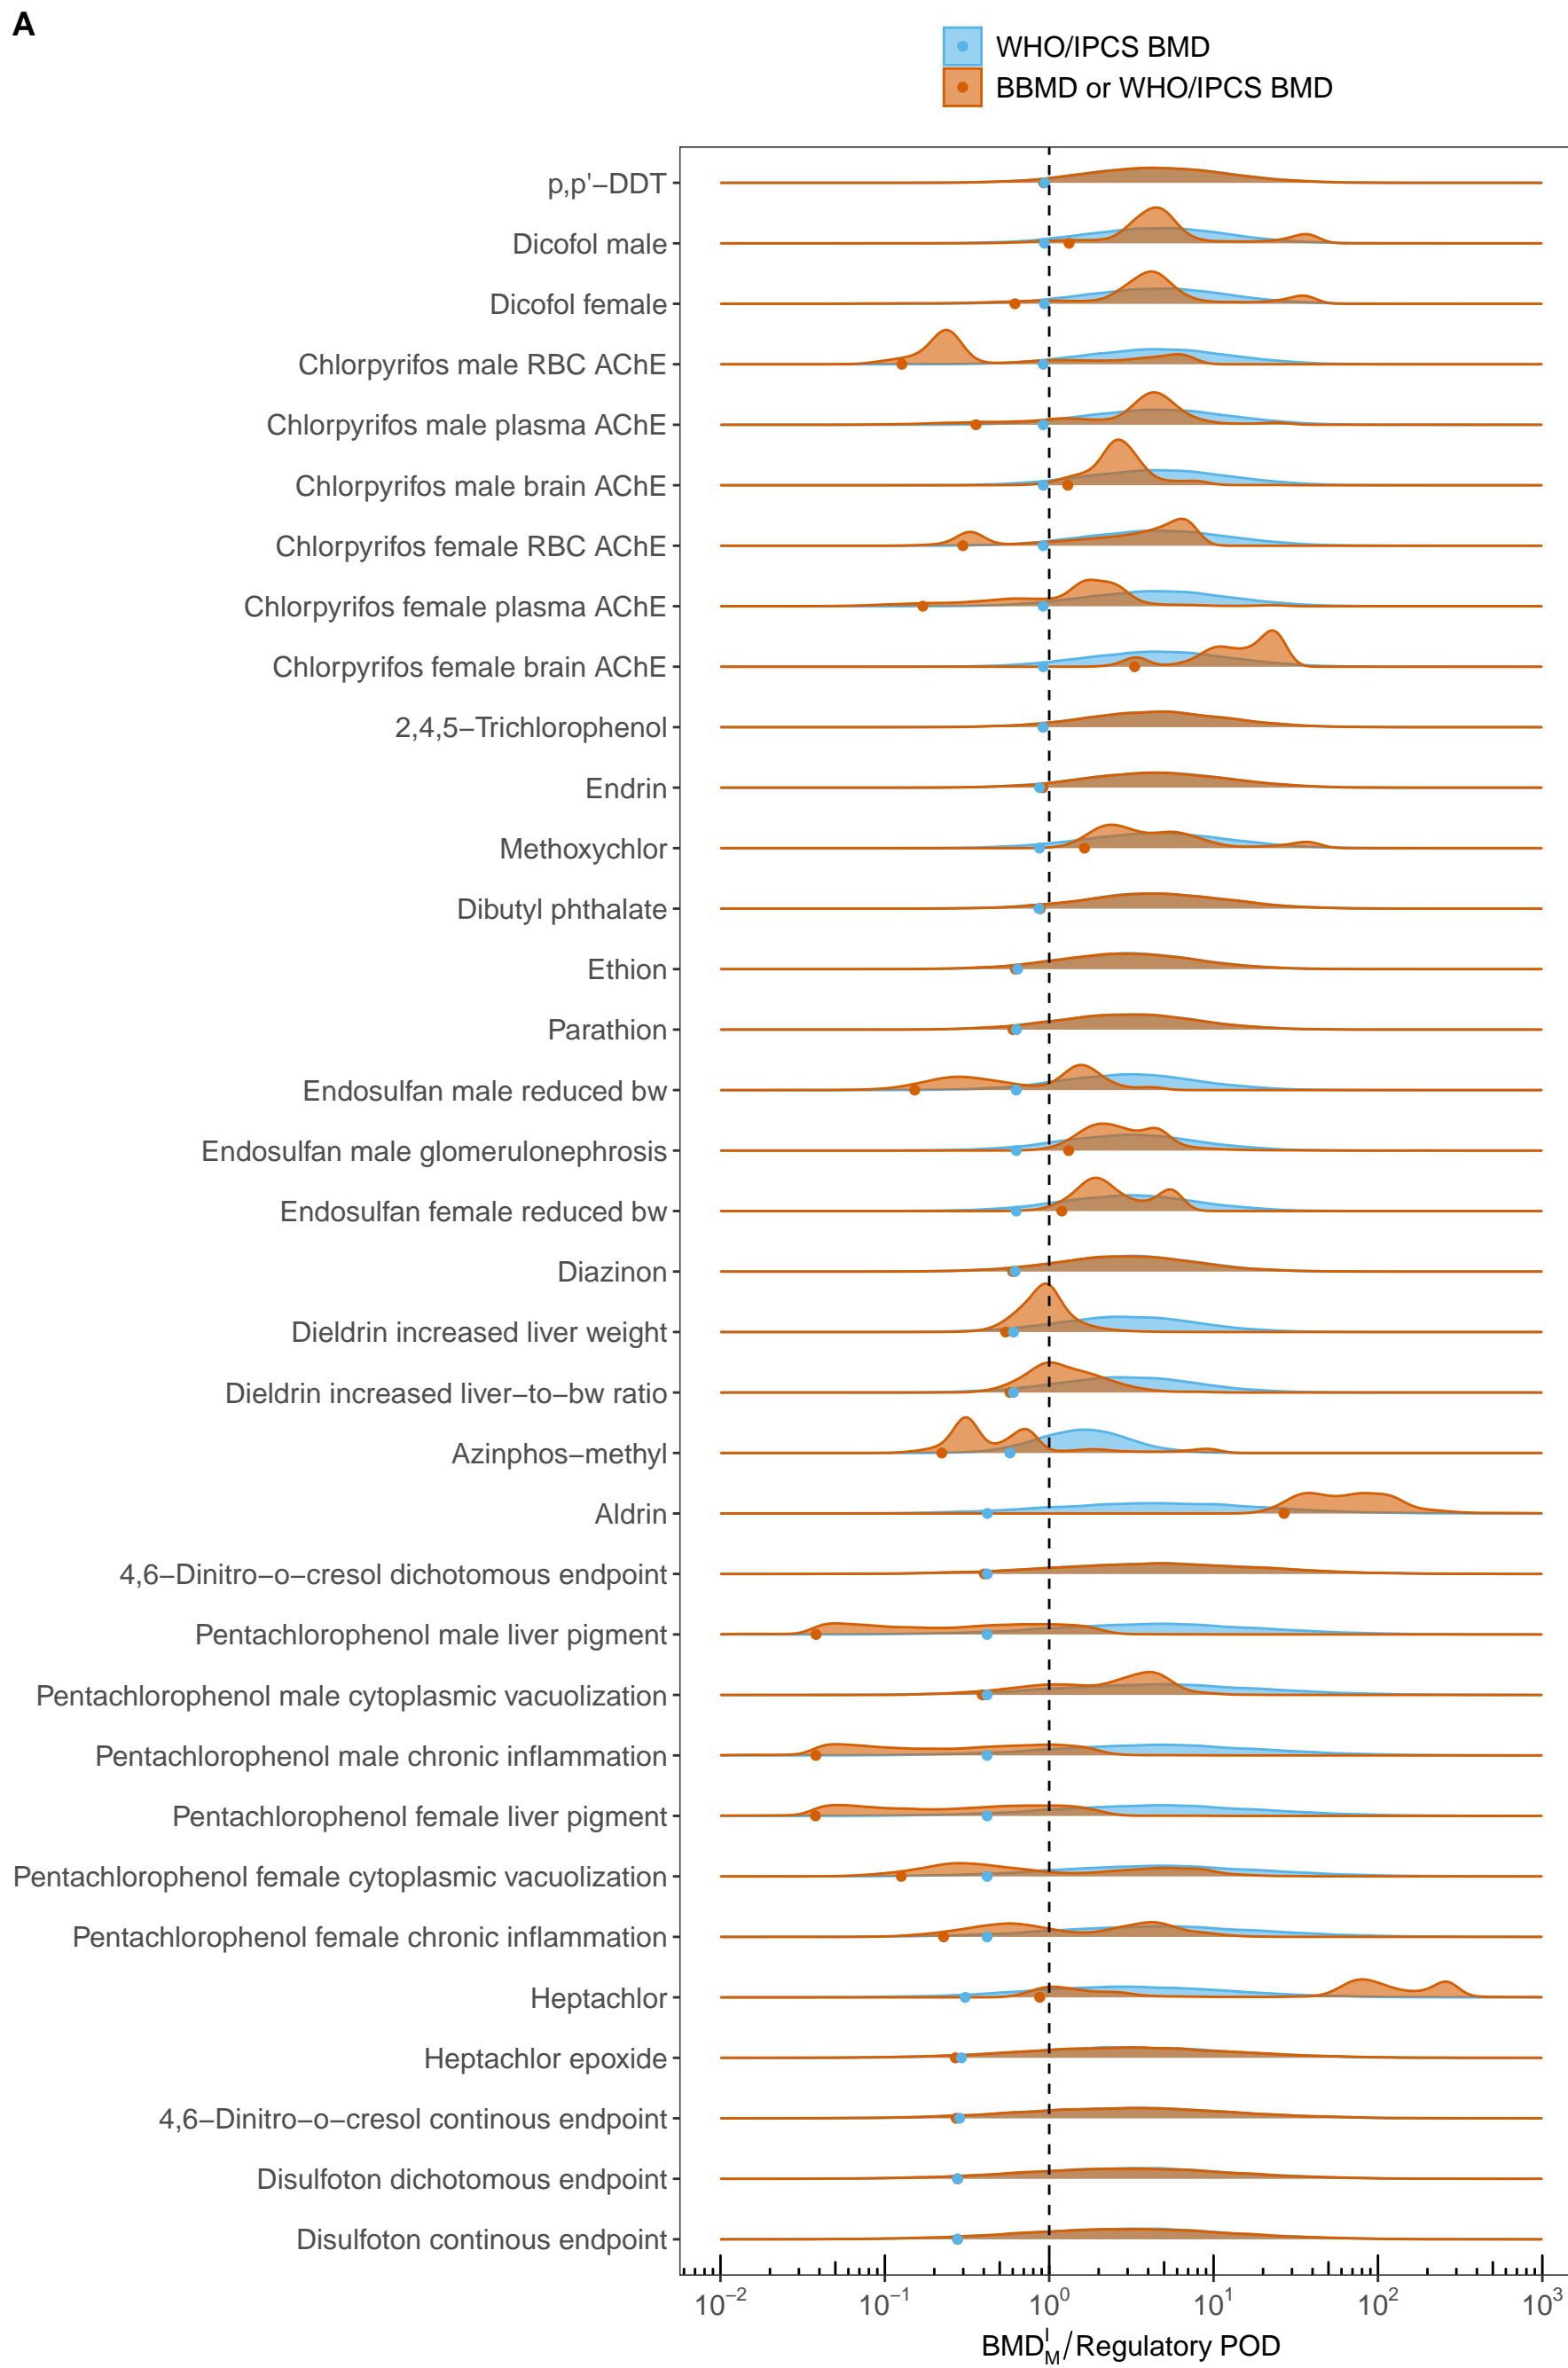 A
WHO/IPCS BMD
BBMD or WHO/IPCS BMD
p,p'−DDT
Dicofol male
Dicofol female
Chlorpyrifos male RBC AChE
Chlorpyrifos male plasma AChE
Chlorpyrifos male brain AChE
Chlorpyrifos female RBC AChE
Chlorpyrifos female plasma AChE
Chlorpyrifos female brain AChE
2,4,5−Trichlorophenol
Endrin
Methoxychlor
Dibutyl phthalate
Ethion
Parathion
Endosulfan male reduced bw
Endosulfan male glomerulonephrosis
Endosulfan female reduced bw
Diazinon
Dieldrin increased liver weight
Dieldrin increased liver−to−bw ratio
Azinphos−methyl
Aldrin
4,6−Dinitro−o−cresol dichotomous endpoint
Pentachlorophenol male liver pigment
Pentachlorophenol male cytoplasmic vacuolization
Pentachlorophenol male chronic inflammation
Pentachlorophenol female liver pigment
Pentachlorophenol female cytoplasmic vacuolization
Pentachlorophenol female chronic inflammation
Heptachlor
Heptachlor epoxide
4,6−Dinitro−o−cresol continous endpoint
Disulfoton dichotomous endpoint
Disulfoton continous endpoint
10⁻² 10⁻¹ 10⁰ 10¹ 10² 10³
BMD_M^I/Regulatory POD